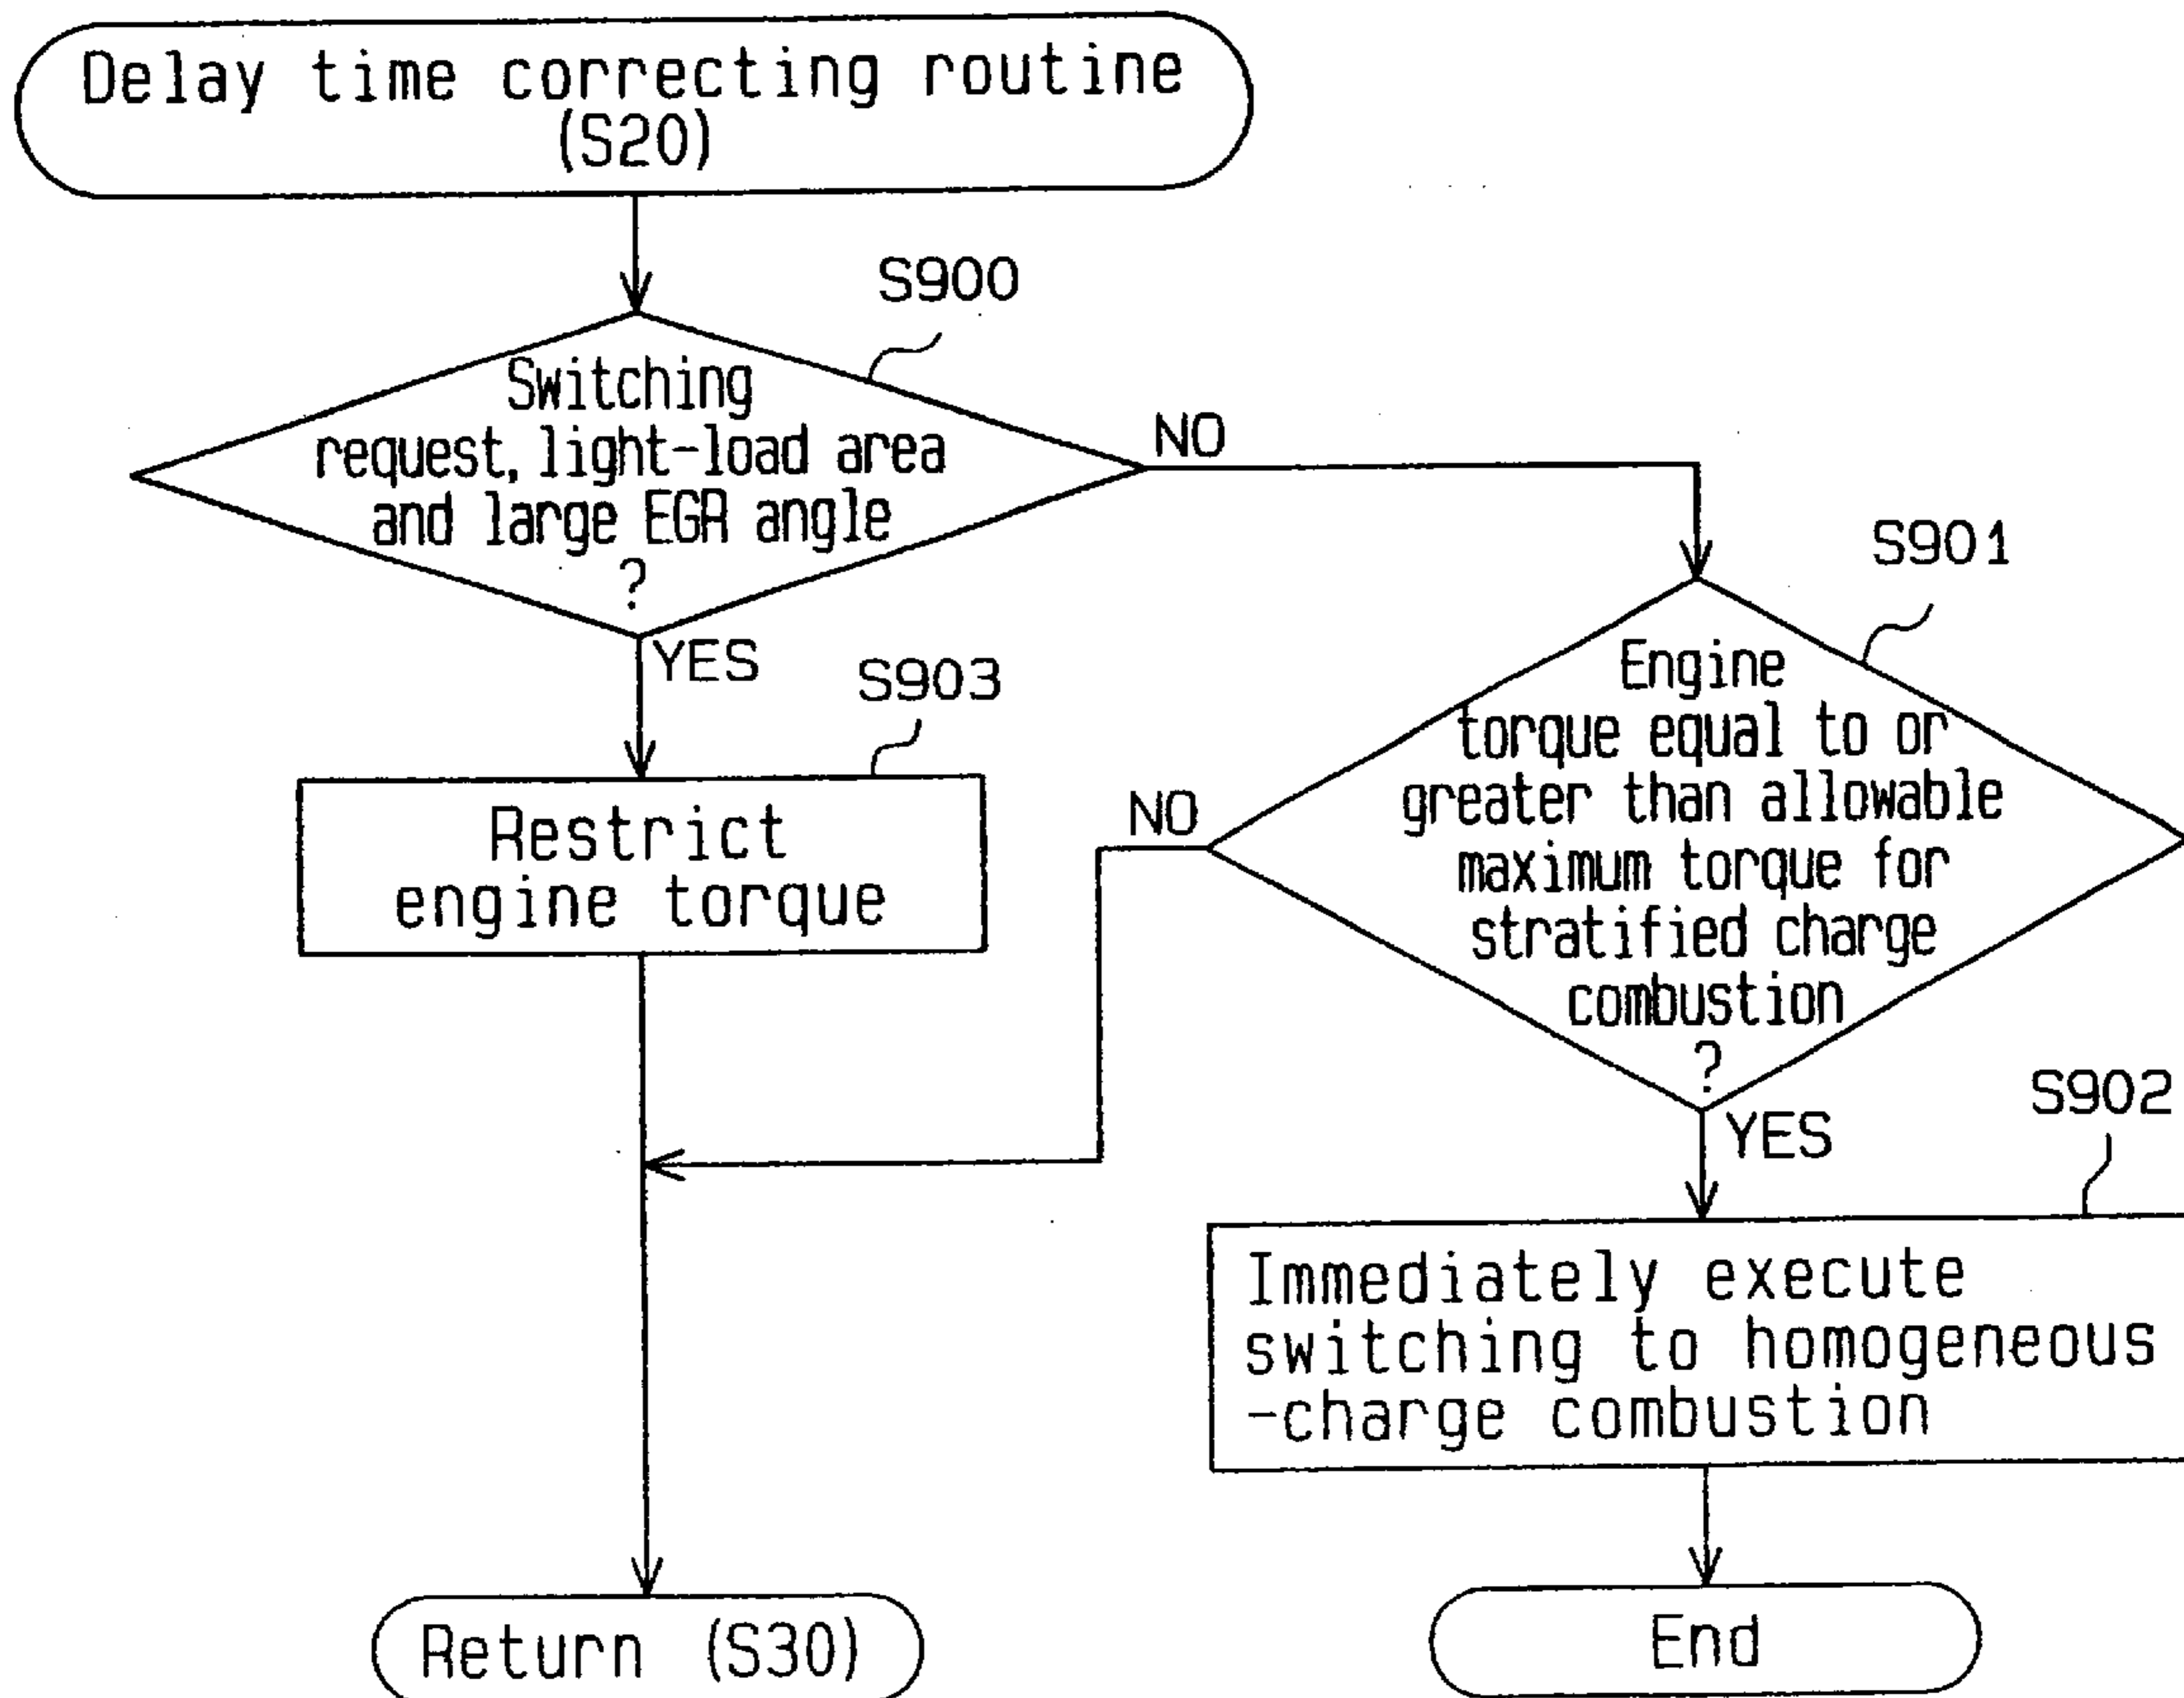 Delay time correcting routine
(S20)
S900
Switching
request, light-load area
and large EGR angle
?
NO
YES
S901
Engine
torque equal to or
greater than allowable
maximum torque for
stratified charge
combustion
?
NO
YES
S903
Restrict
engine torque
S902
Immediately execute
switching to homogeneous
-charge combustion
Return (S30)
End